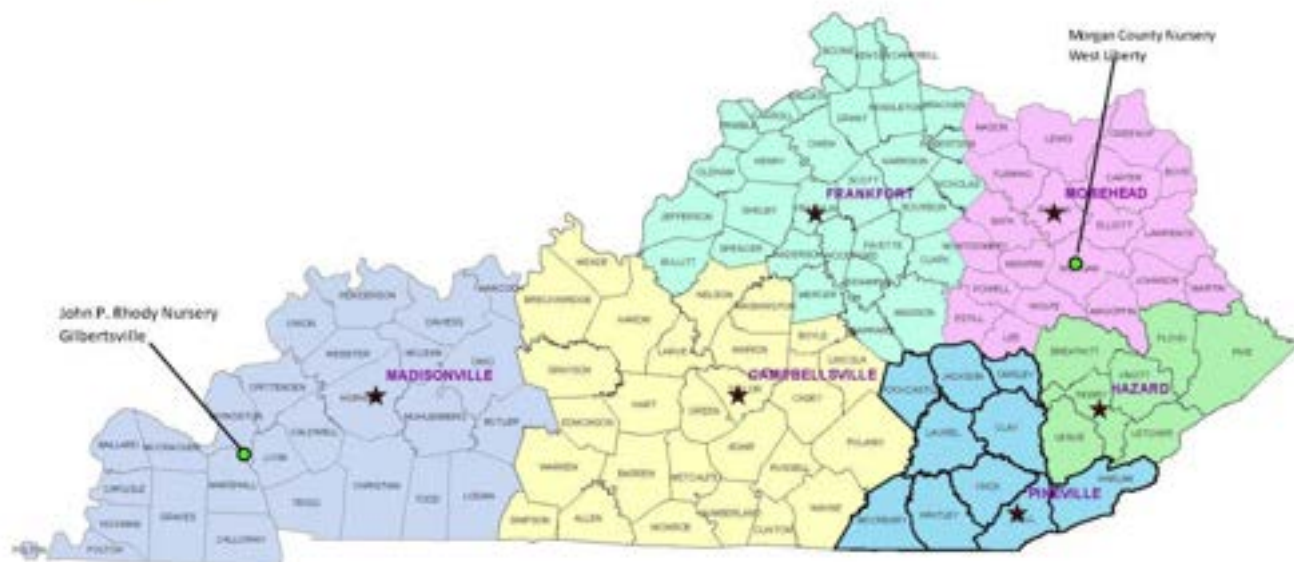 Morgan County Nursery
West Liberty
BOONE
CAMPBELL
GRANT
PENDLETON
BRACKEN
CARROLL
TRIMBLE
OWEN
MASON
LEWIS
GREENUP
HENRY
HARRISON
FLEMING
CARTER
BOYD
OLDHAM
SCOTT
NICHOLAS
FRANKFORT
MOREHEAD
JEFFERSON
SHELBY
BOURBON
BATH
ELLIOTT
LAWRENCE
SPENCER
FAYETTE
MONTGOMERY
ANDERSON
WOODFORD
CLARK
MENIFEE
BULLITT
MERCER
MADISON
POWELL
WOLFE
JOHNSON
MARTIN
MAGOFFIN
ESTILL
LEE
MEADE
BRECKINRIDGE
NELSON
WASHINGTON
HARDIN
HANCOCK
HENDERSON
DAVIESS
UNION
John P. Rhody Nursery
Gilbertsville
WEBSTER
MCLEAN
OHIO
LARUE
MARION
BOYLE
LINCOLN
GRAYSON
MADISONVILLE
CAMPBELLSVILLE
CRITTENDEN
MUHLENBERG
BUTLER
HART
GREEN
CASEY
JACKSON
OWSLEY
BREATHITT
FLOYD
PIKE
KNOTT
PERRY
HAZARD
LESLIE
LETCHER
LIVINGSTON
CALDWELL
EDMONSON
ADAIR
PULASKI
LAUREL
CLAY
BALLARD
MCCRACKEN
LYON
MARSHALL
WARREN
BARREN
METCALFE
RUSSELL
CARLISLE
GRAVES
TRIGG
CHRISTIAN
TODD
LOGAN
SIMPSON
ALLEN
MONROE
CUMBERLAND
CLINTON
WAYNE
MCCREARY
WHITLEY
KNOX
PINEVILLE
HARLAN
BELL
HICKMAN
FULTON
FULTON
CALLOWAY